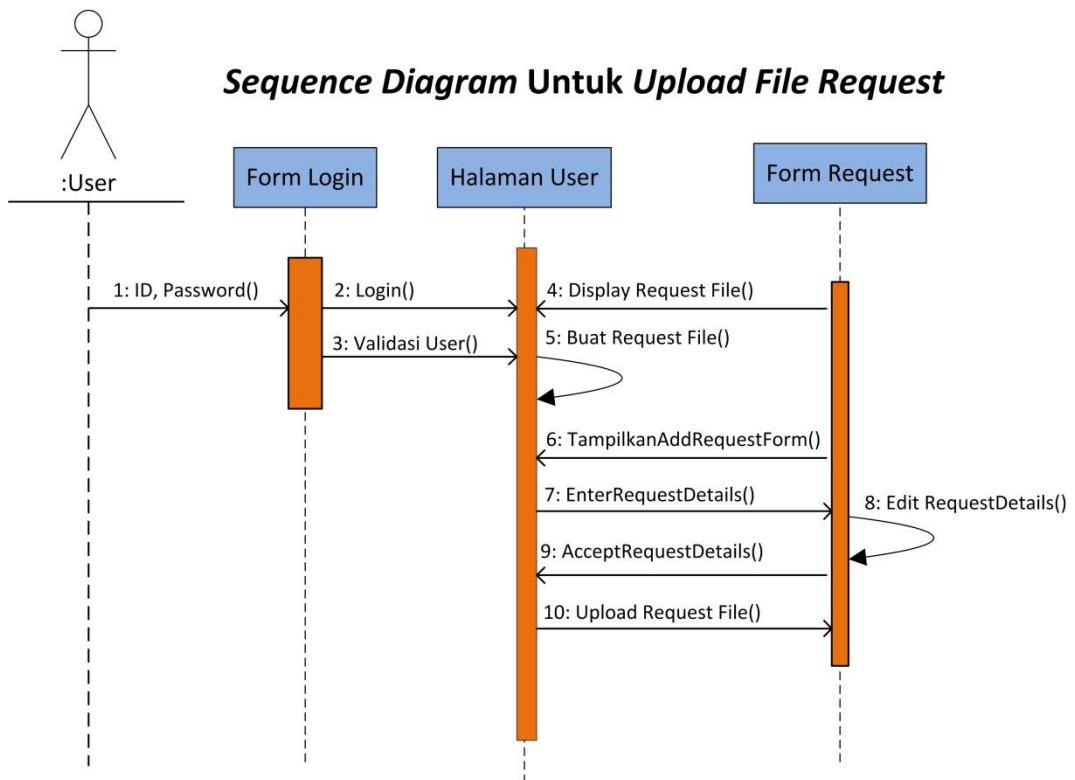 Sequence Diagram Untuk Upload File Request
:User
Form Login
Halaman User
Form Request
1: ID, Password()
2: Login()
4: Display Request File()
3: Validasi User()
5: Buat Request File()
6: TampilkanAddRequestForm()
7: EnterRequestDetails()
8: Edit RequestDetails()
9: AcceptRequestDetails()
10: Upload Request File()